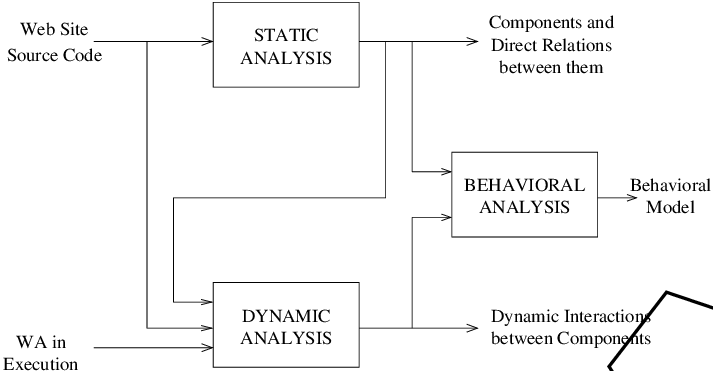 Web Site
Source Code
STATIC
ANALYSIS
Components and
Direct Relations
between them
BEHAVIORAL
ANALYSIS
Behavioral
Model
WA in
Execution
DYNAMIC
ANALYSIS
Dynamic Interactions
between Components